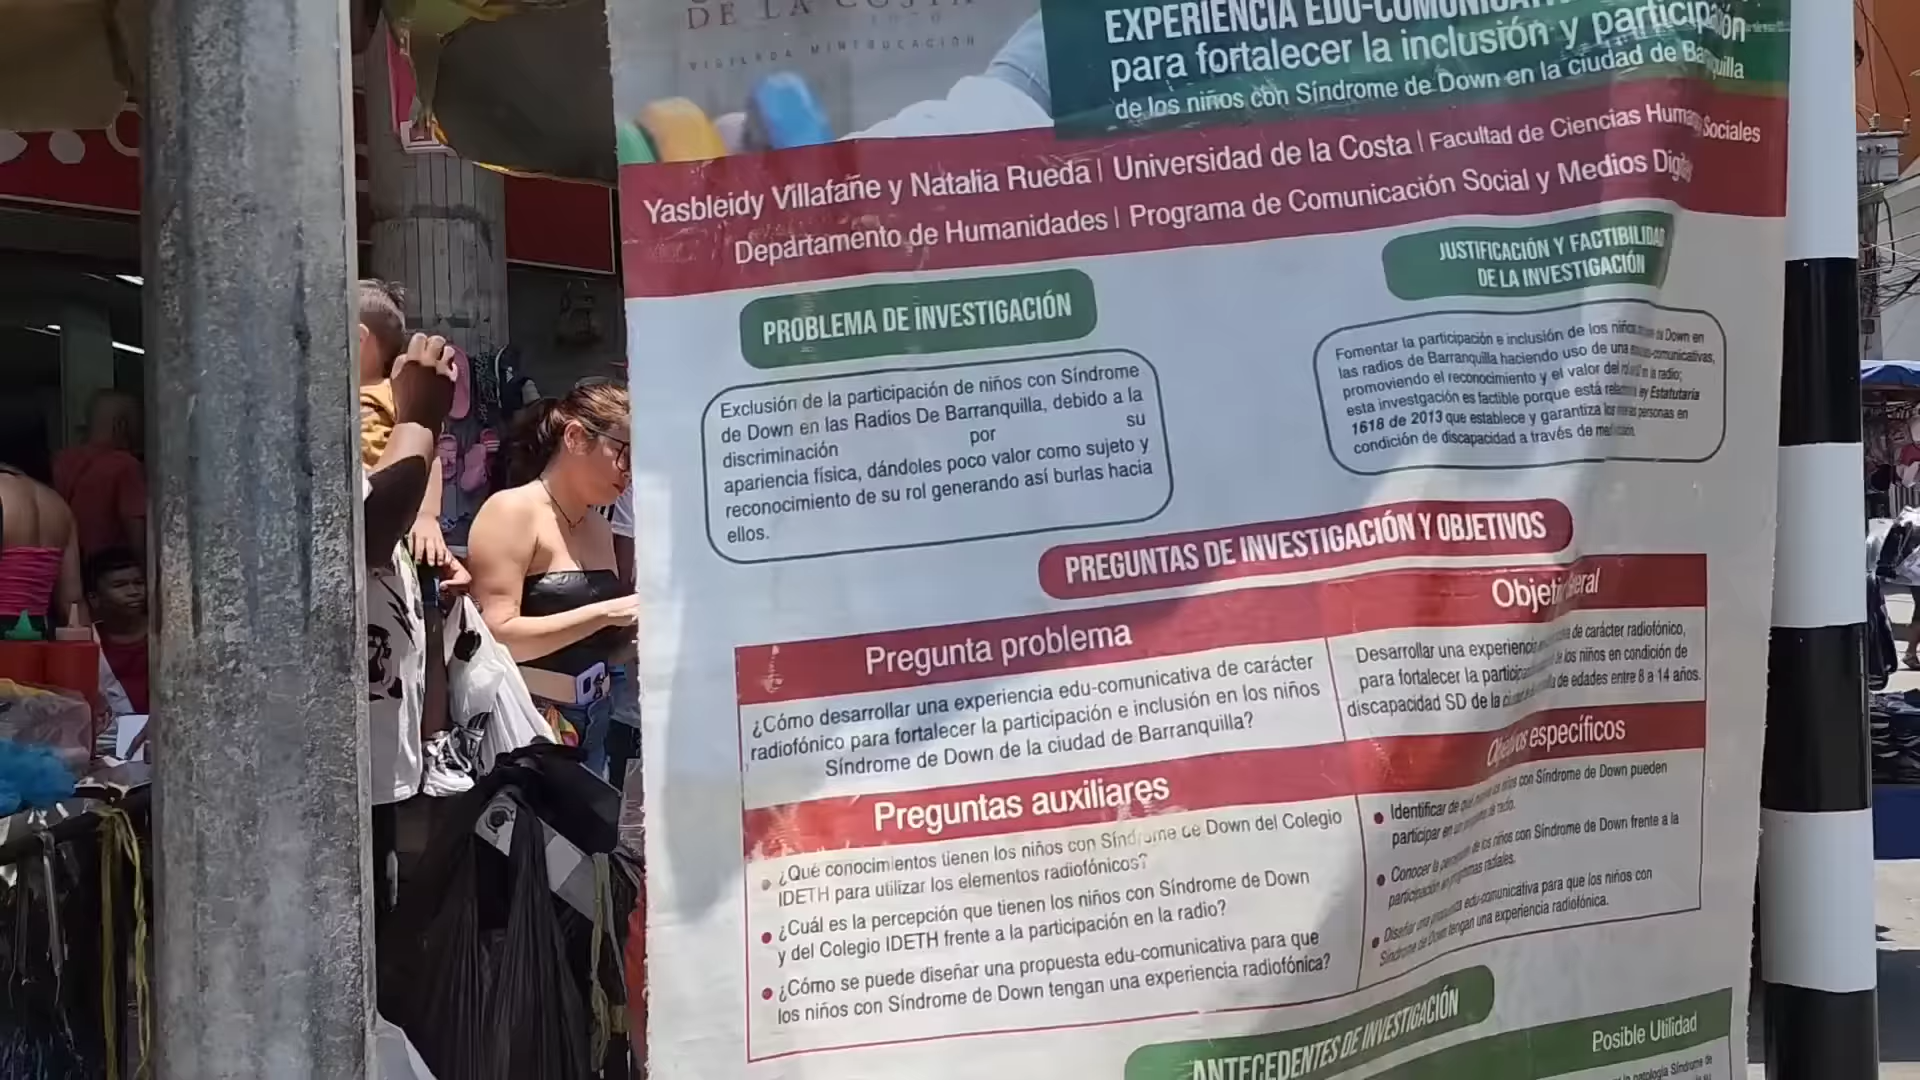 DE LA COSTA
1970
VIGILADA MINEDUCACIÓN
EXPERIENCIA EDU-COMUNICATI
para fortalecer la inclusión y participación
de los niños con Síndrome de Down en la ciudad de Barranquilla
Yasbleidy Villafañe y Natalia Rueda | Universidad de la Costa | Facultad de Ciencias Humanas Sociales
Departamento de Humanidades | Programa de Comunicación Social y Medios Digitales
PROBLEMA DE INVESTIGACIÓN
Exclusión de la participación de niños con Síndrome
de Down en las Radios De Barranquilla, debido a la
discriminación por su
apariencia física, dándoles poco valor como sujeto y
reconocimiento de su rol generando así burlas hacia
ellos.
JUSTIFICACIÓN Y FACTIBILIDAD
DE LA INVESTIGACIÓN
Fomentar la participación e inclusión de los niños de Down en
las radios de Barranquilla haciendo uso de una edu-comunicativas,
promoviendo el reconocimiento y el valor del rol en la radio;
esta investgación es factible porque está Ley Estatutaria
1618 de 2013 que establece y garantiza los personas en
condición de discapacidad a través de
PREGUNTAS DE INVESTIGACIÓN Y OBJETIVOS
Pregunta problema
¿Cómo desarrollar una experiencia edu-comunicativa de carácter
radiofónico para fortalecer la participación e inclusión en los niños
Síndrome de Down de la ciudad de Barranquilla?
Objetivo General
Desarrollar una experiencia de carácter radiofónico,
para fortalecer la participación de los niños en condición de
discapacidad SD de la de edades entre 8 a 14 años.
Preguntas auxiliares
¿Qué conocimientos tienen los niños con Síndrome de Down del Colegio
IDETH para utilizar los elementos radiofónicos?
¿Cuál es la percepción que tienen los niños con Síndrome de Down
y del Colegio IDETH frente a la participación en la radio?
¿Cómo se puede diseñar una propuesta edu-comunicativa para que
los niños con Síndrome de Down tengan una experiencia radiofónica?
Objetivos específicos
Identificar de qué los niños con Síndrome de Down pueden
participar en un programa de radio.
Conocer la percepción de los niños con Síndrome de Down frente a la
participación en programas radiales.
Diseñar una propuesta edu-comunicativa para que los niños con
Síndrome de Down tengan una experiencia radiofónica.
ANTECEDENTES DE INVESTIGACIÓN
Posible Utilidad
la patología Síndrome de